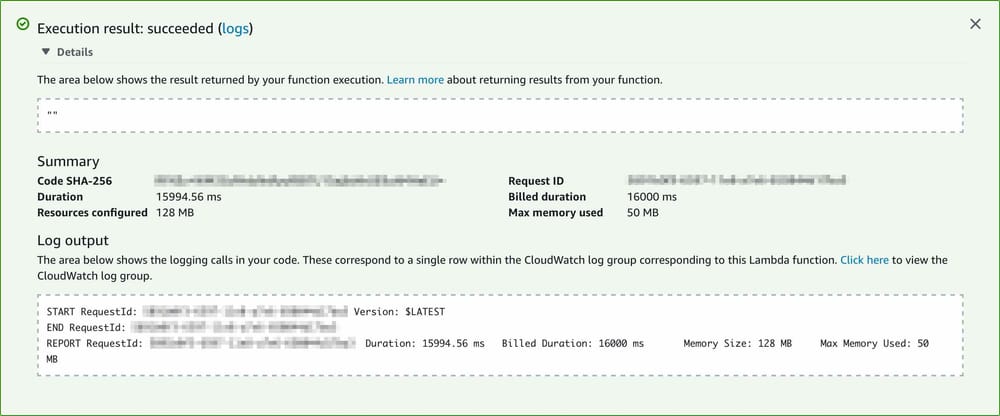 Execution result: succeeded (logs)
Details
The area below shows the result returned by your function execution. Learn more about returning results from your function.
""
Summary
Code SHA-256
Request ID
Duration 15994.56 ms
Billed duration 16000 ms
Resources configured 128 MB
Max memory used 50 MB
Log output
The area below shows the logging calls in your code. These correspond to a single row within the CloudWatch log group corresponding to this Lambda function. Click here to view the
CloudWatch log group.
START RequestId: Version: $LATEST
END RequestId:
REPORT RequestId: Duration: 15994.56 ms Billed Duration: 16000 ms Memory Size: 128 MB Max Memory Used: 50
MB